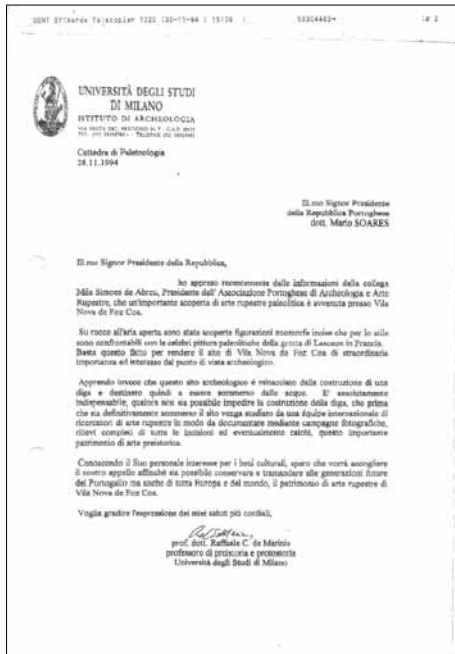 UNIVERSITÀ DEGLI STUDI
DI MILANO
ISTITUTO DI ARCHEOLOGIA
Cattedra di Paletnologia
28.11.1994
Ill.mo Signor Presidente
della Repubblica Portoghese
dott. Mario SOARES
Ill.mo Signor Presidente della Repubblica,
ho appreso recentemente dalle informazioni della collega
Mila Simoes de Abreu, Presidente dell'Associazione Portoghese di Archeologia e Arte
Rupestre, che un'importante scoperta di arte rupestre paleolitica è avvenuta presso Vila
Nova de Foz Coa.
Su rocce all'aria aperta sono state scoperte figurazioni zoomorfe incise che per lo stile
sono confrontabili con le celebri pitture paleolitiche della grotta di Lascaux in Francia.
Basta questo fatto per rendere il sito di Vila Nova de Foz Coa di straordinaria
importanza ed interesse dal punto di vista archeologico.
Apprendo invece che questo sito archeologico è minacciato dalla costruzione di una
diga e destinato quindi a essere sommerso dalle acque. E' assolutamente
indispensabile, qualora non sia possibile impedire la costruzione della diga, che prima
che sia definitivamente sommerso il sito venga studiato da una équipe internazionale di
ricercatori di arte rupestre in modo da documentare mediante campagne fotografiche,
rilievi completi di tutte le incisioni ed eventualmente calchi, questo importante
patrimonio di arte preistorica.
Conoscendo il Suo personale interesse per i beni culturali, spero che vorrà accogliere
il nostro appello affinché sia possibile conservare e tramandare alle generazioni future
del Portogallo ma anche di tutta Europa e del mondo, il patrimonio di arte rupestre di
Vila Nova de Foz Coa.
Voglia gradire l'espressione dei miei saluti più cordiali,
prof. dott. Raffaele C. de Marinis
professore di preistoria e protostoria
Università degli Studi di Milano